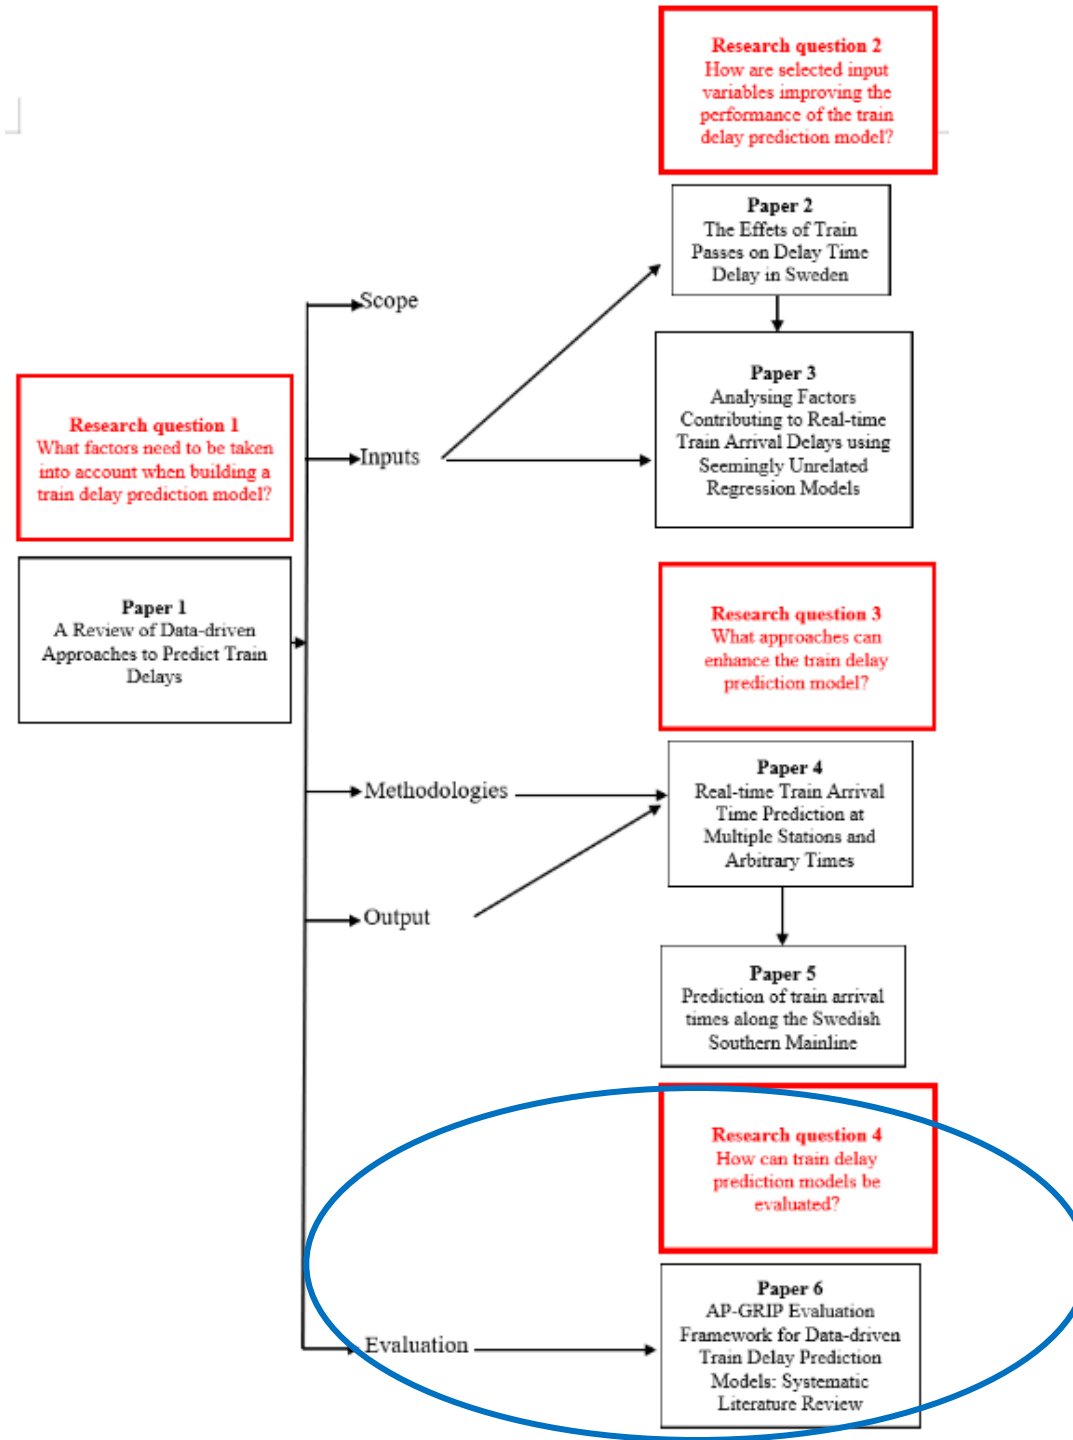 Research question 2
How are selected input
variables improving the
performance of the train
delay prediction model?
Paper 2
The Effets of Train
Passes on Delay Time
Delay in Sweden
Scope
Paper 3
Analysing Factors
Contributing to Real-time
Train Arrival Delays using
Seemingly Unrelated
Regression Models
Research question 1
What factors need to be taken
into account when building a
train delay prediction model?
Inputs
Paper 1
A Review of Data-driven
Approaches to Predict Train
Delays
Research question 3
What approaches can
enhance the train delay
prediction model?
Methodologies
Paper 4
Real-time Train Arrival
Time Prediction at
Multiple Stations and
Arbitrary Times
Output
Paper 5
Prediction of train arrival
times along the Swedish
Southern Mainline
Research question 4
How can train delay
prediction models be
evaluated?
Evaluation
Paper 6
AP-GRIP Evaluation
Framework for Data-driven
Train Delay Prediction
Models: Systematic
Literature Review